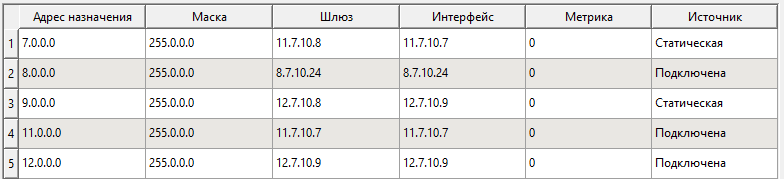 Адрес назначения Маска Шлюз Интерфейс Метрика Источник
1 7.0.0.0 255.0.0.0 11.7.10.8 11.7.10.7 0 Статическая
2 8.0.0.0 255.0.0.0 8.7.10.24 8.7.10.24 0 Подключена
3 9.0.0.0 255.0.0.0 12.7.10.8 12.7.10.9 0 Статическая
4 11.0.0.0 255.0.0.0 11.7.10.7 11.7.10.7 0 Подключена
5 12.0.0.0 255.0.0.0 12.7.10.9 12.7.10.9 0 Подключена